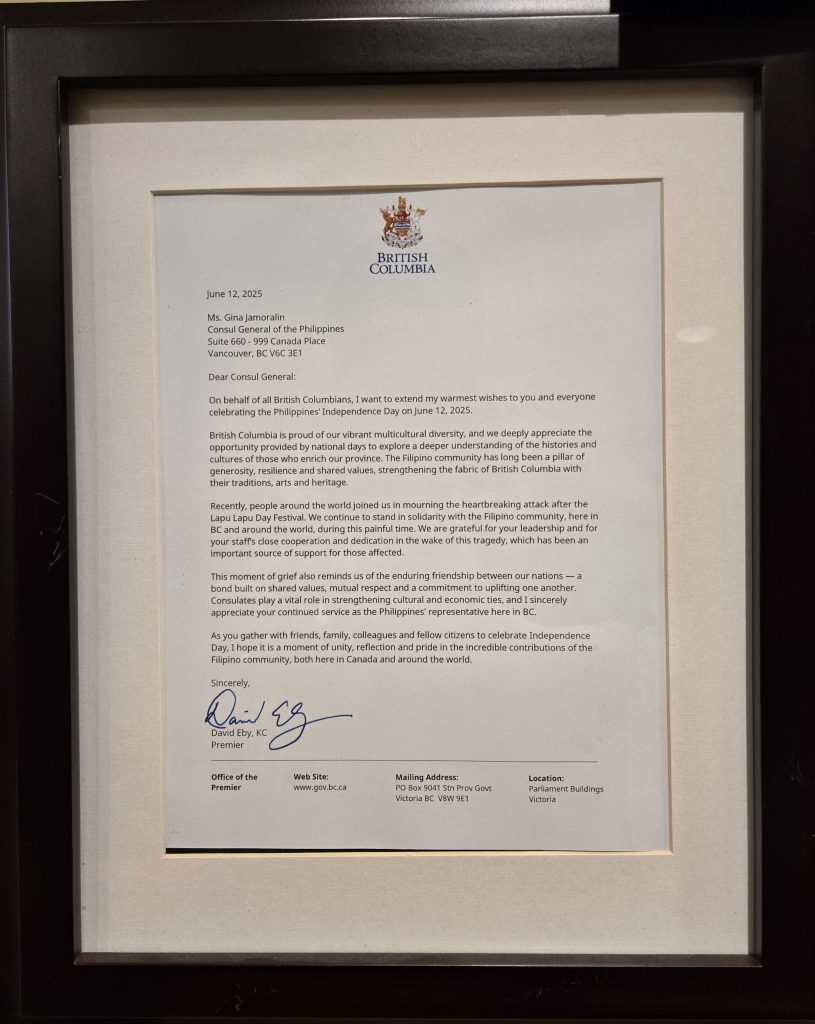 BRITISH
COLUMBIA
June 12, 2025
Ms. Gina Jamoralin
Consul General of the Philippines
Suite 660 - 999 Canada Place
Vancouver, BC V6C 3E1
Dear Consul General:
On behalf of all British Columbians, I want to extend my warmest wishes to you and everyone
celebrating the Philippines' Independence Day on June 12, 2025.
British Columbia is proud of our vibrant multicultural diversity, and we deeply appreciate the
opportunity provided by national days to explore a deeper understanding of the histories and
cultures of those who enrich our province. The Filipino community has long been a pillar of
generosity, resilience and shared values, strengthening the fabric of British Columbia with
their traditions, arts and heritage.
Recently, people around the world joined us in mourning the heartbreaking attack after the
Lapu Lapu Day Festival. We continue to stand in solidarity with the Filipino community, here in
BC and around the world, during this painful time. We are grateful for your leadership and for
your staff's close cooperation and dedication in the wake of this tragedy, which has been an
important source of support for those affected.
This moment of grief also reminds us of the enduring friendship between our nations — a
bond built on shared values, mutual respect and a commitment to uplifting one another.
Consulates play a vital role in strengthening cultural and economic ties, and I sincerely
appreciate your continued service as the Philippines' representative here in BC.
As you gather with friends, family, colleagues and fellow citizens to celebrate Independence
Day, I hope it is a moment of unity, reflection and pride in the incredible contributions of the
Filipino community, both here in Canada and around the world.
Sincerely,
David Eby
David Eby, KC
Premier
Office of the
Premier
Web Site:
www.gov.bc.ca
Mailing Address:
PO Box 9041 Stn Prov Govt
Victoria BC V8W 9E1
Location:
Parliament Buildings
Victoria